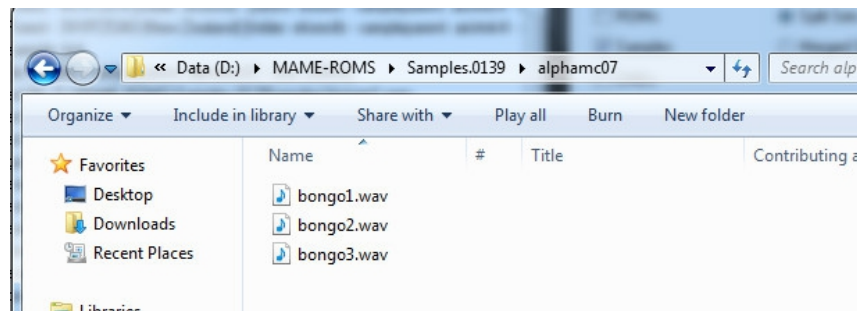 « Data (D:) ▸ MAME-ROMS ▸ Samples.0139 ▸ alphamc07
Search alp
Organize Include in library Share with Play all Burn New folder
Favorites
Desktop
Downloads
Recent Places
Libraries
Name # Title Contributing a
bongo1.wav
bongo2.wav
bongo3.wav